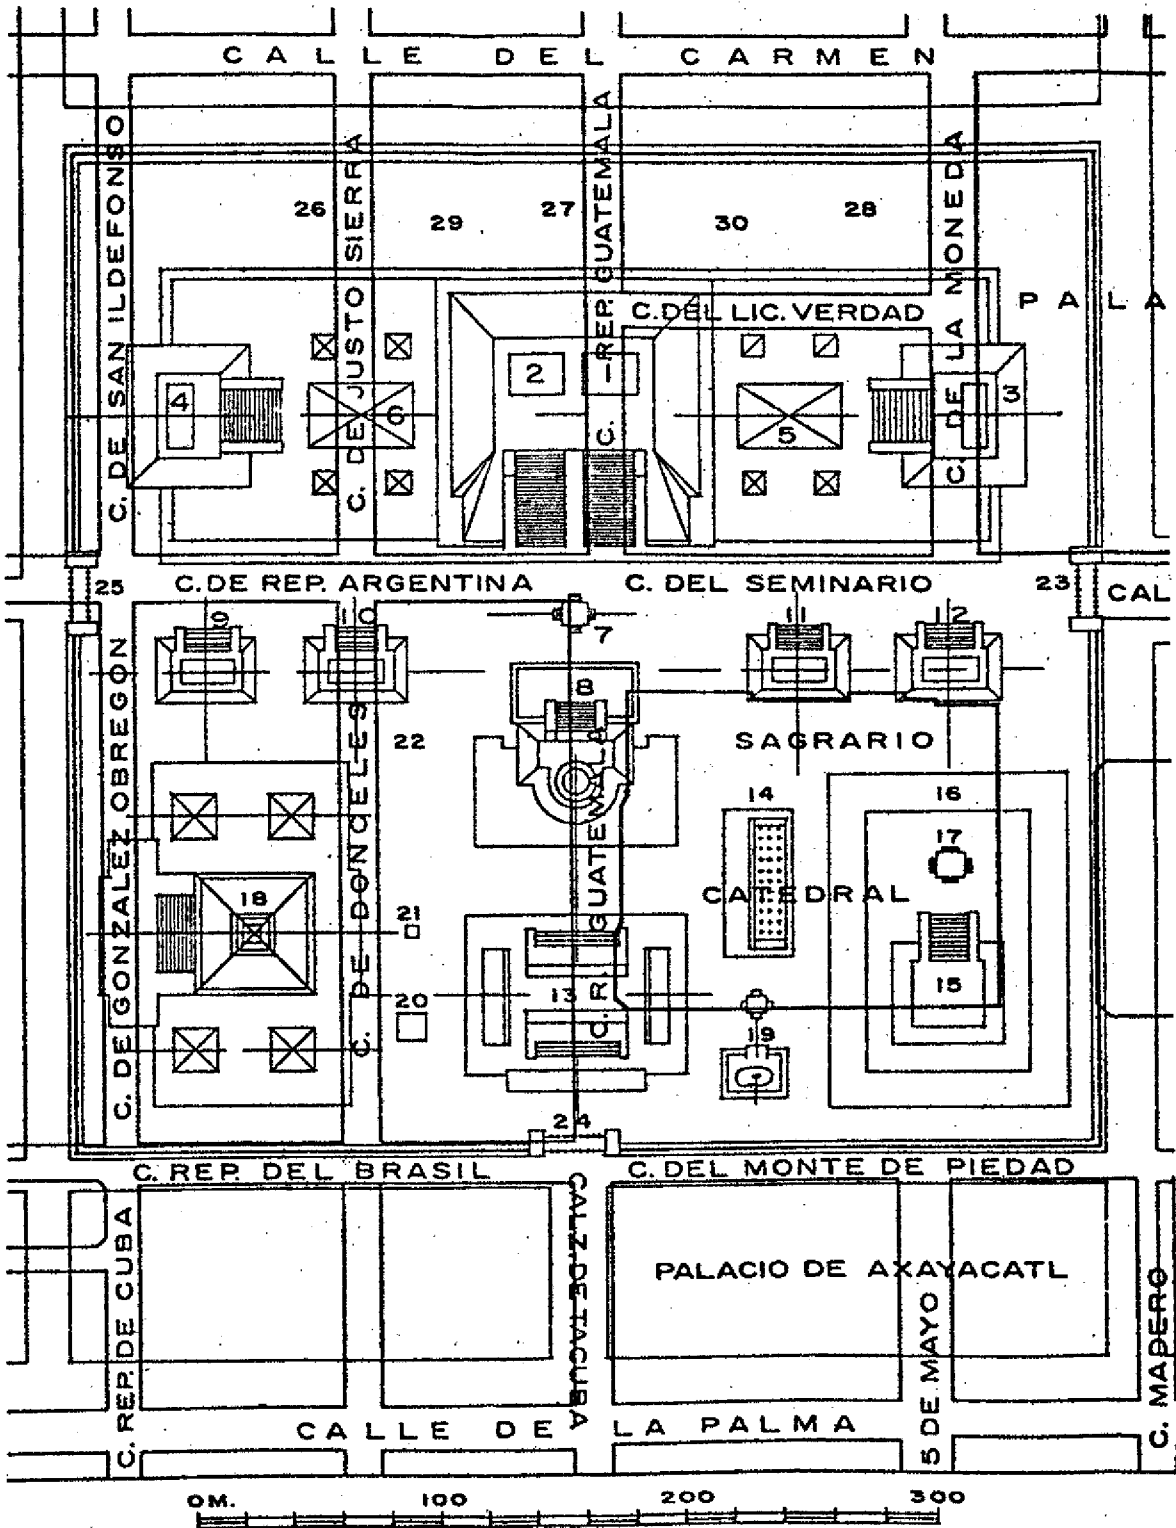 CALLE DEL CARMEN
C. DE SAN ILDEFONSO
C. DE JUSTO SIERRA
C. REP. GUATEMALA
C. DE LA MONEDA
26
29
27
30
28
PALA
C. DEL LIC. VERDAD
4
6
2
5
3
C. DE REP. ARGENTINA
C. DEL SEMINARIO
25
23
CAL
9
10
7
11
12
8
C. DE GONZALEZ OBREGON
C. DE DONCELES
C. R. GUATEMALA
22
SAGRARIO
14
16
17
CATEDRAL
18
21
20
13
15
19
24
C. REP. DEL BRASIL
C. DEL MONTE DE PIEDAD
C. REP. DE CUBA
CALZ. DE TACUBA
PALACIO DE AXAYACATL
5 DE MAYO
C. MADERO
CALLE DE LA PALMA
0M. 100 200 300